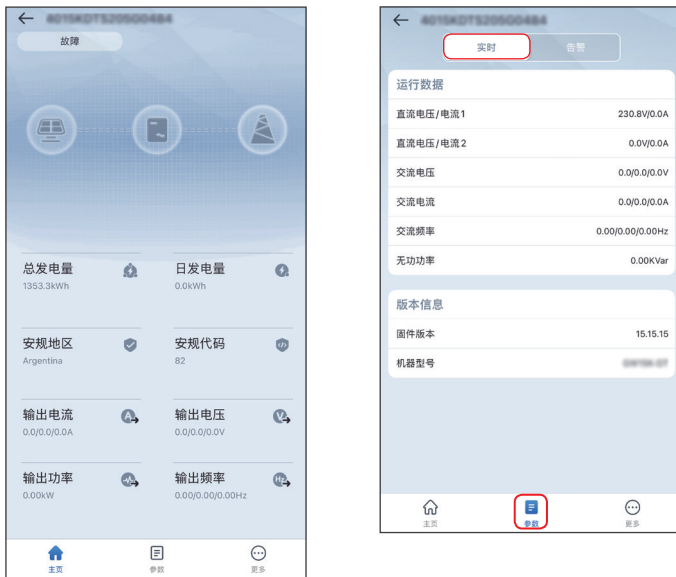 故障
总发电量
1353.3kWh
日发电量
0.0kWh
安规地区
Argentina
安规代码
82
输出电流
0.0/0.0/0.0A
输出电压
0.0/0.0/0.0V
输出功率
0.00kW
输出频率
0.00/0.00/0.00Hz
主页
参数
更多
实时
告警
运行数据
直流电压/电流1 230.8V/0.0A
直流电压/电流2 0.0V/0.0A
交流电压 0.0/0.0/0.0V
交流电流 0.0/0.0/0.0A
交流频率 0.00/0.00/0.00Hz
无功功率 0.00KVar
版本信息
固件版本 15.15.15
机器型号
主页
参数
更多